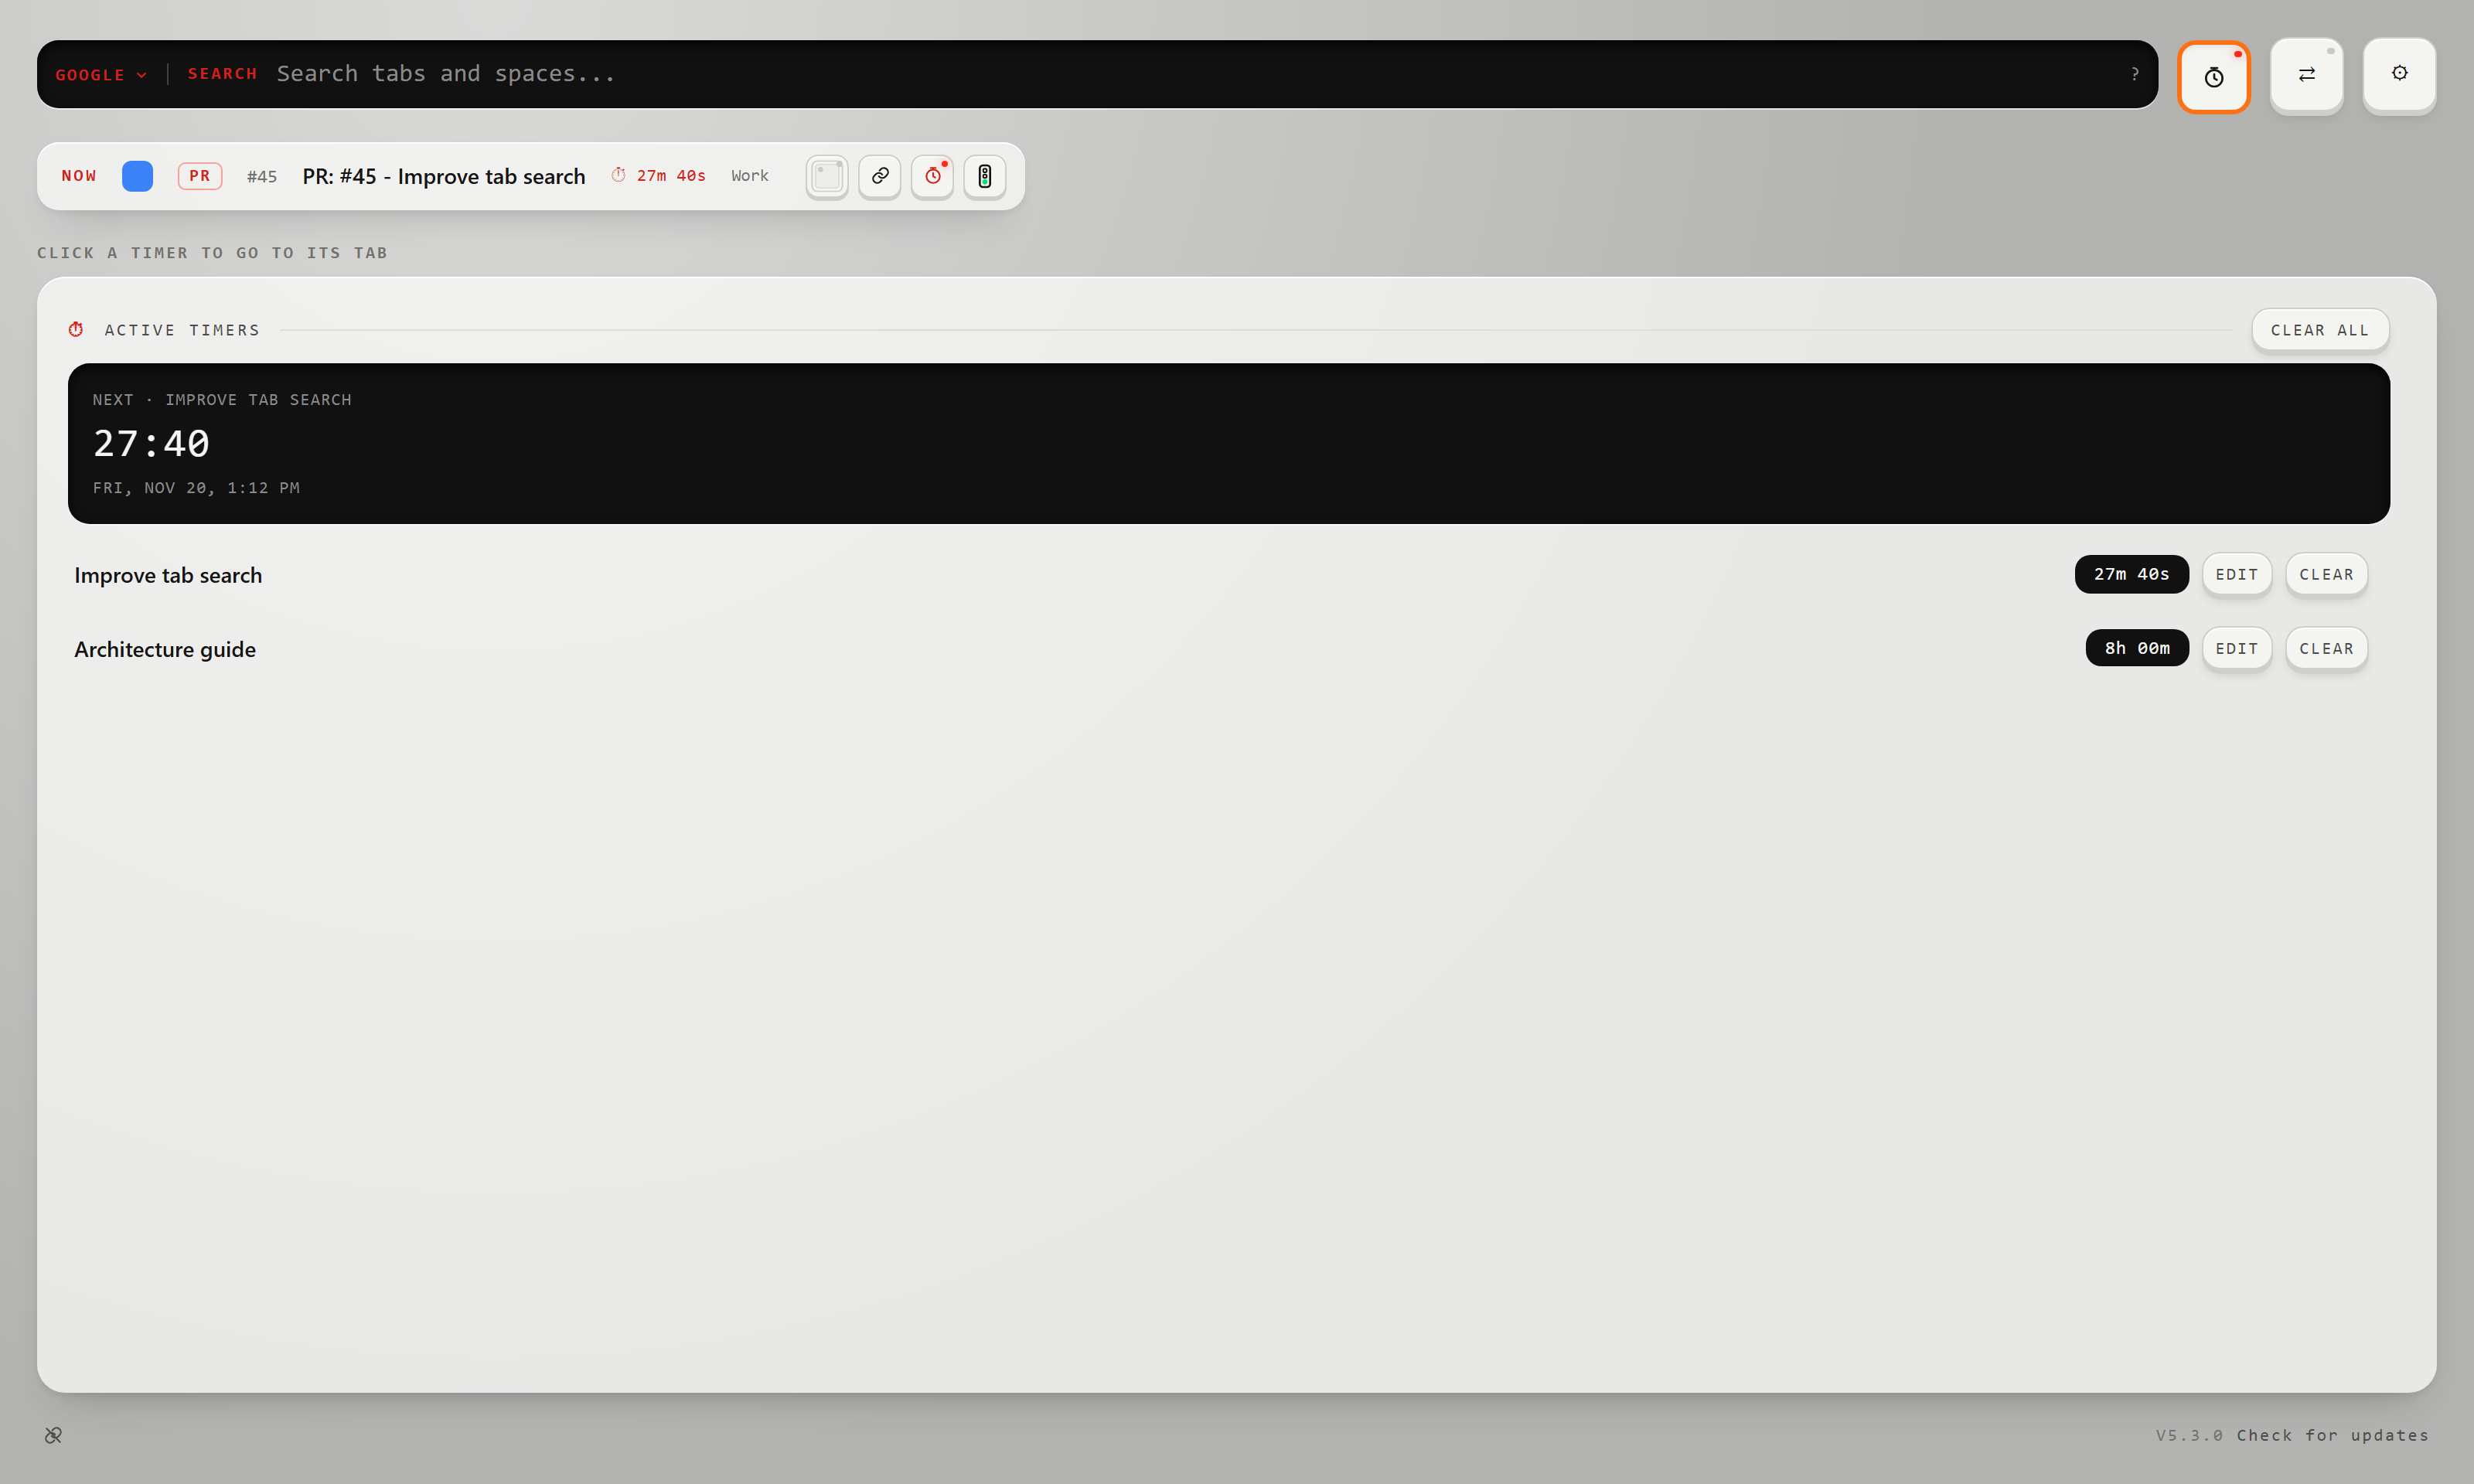 GOOGLE SEARCH Search tabs and spaces... ?
NOW PR #45 PR: #45 - Improve tab search 27m 40s Work
CLICK A TIMER TO GO TO ITS TAB
ACTIVE TIMERS CLEAR ALL
NEXT · IMPROVE TAB SEARCH
27:40
FRI, NOV 20, 1:12 PM
Improve tab search 27m 40s EDIT CLEAR
Architecture guide 8h 00m EDIT CLEAR
V5.3.0 Check for updates